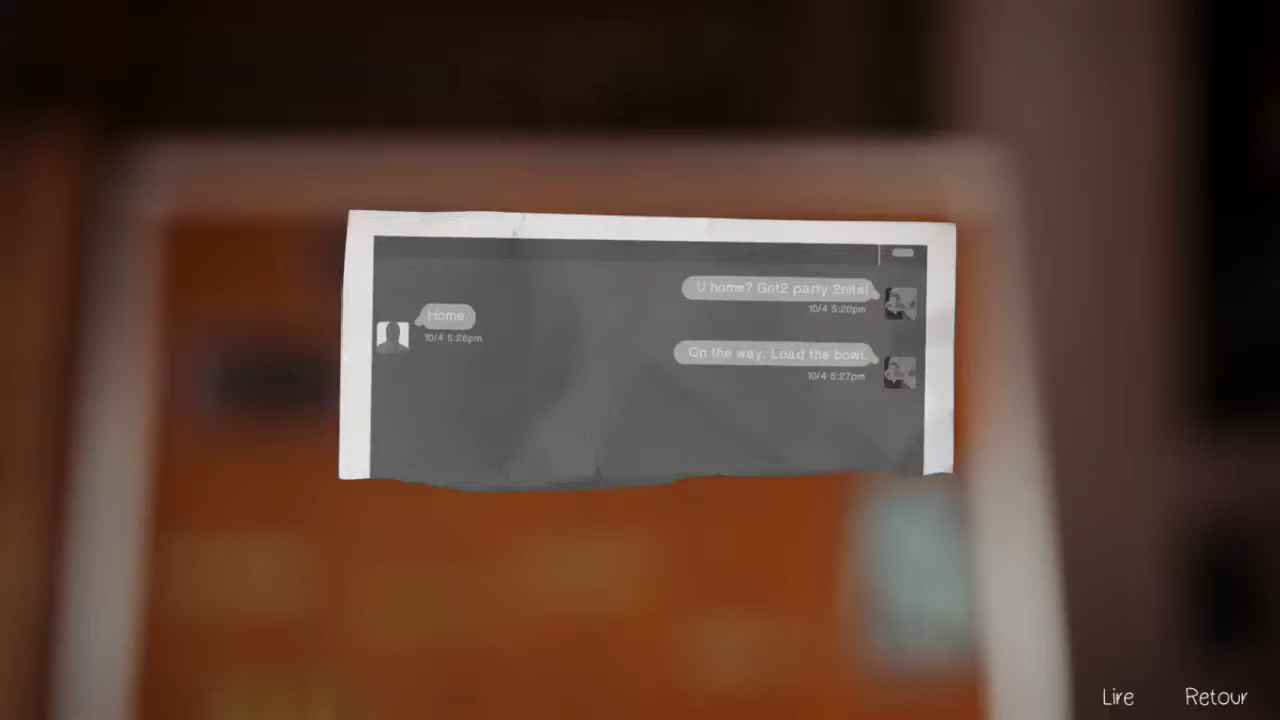 U home? Got2 party 2nite!
10/4 5:20pm
Home
10/4 5:26pm
On the way. Load the bowl.
10/4 5:27pm
Lire Retour